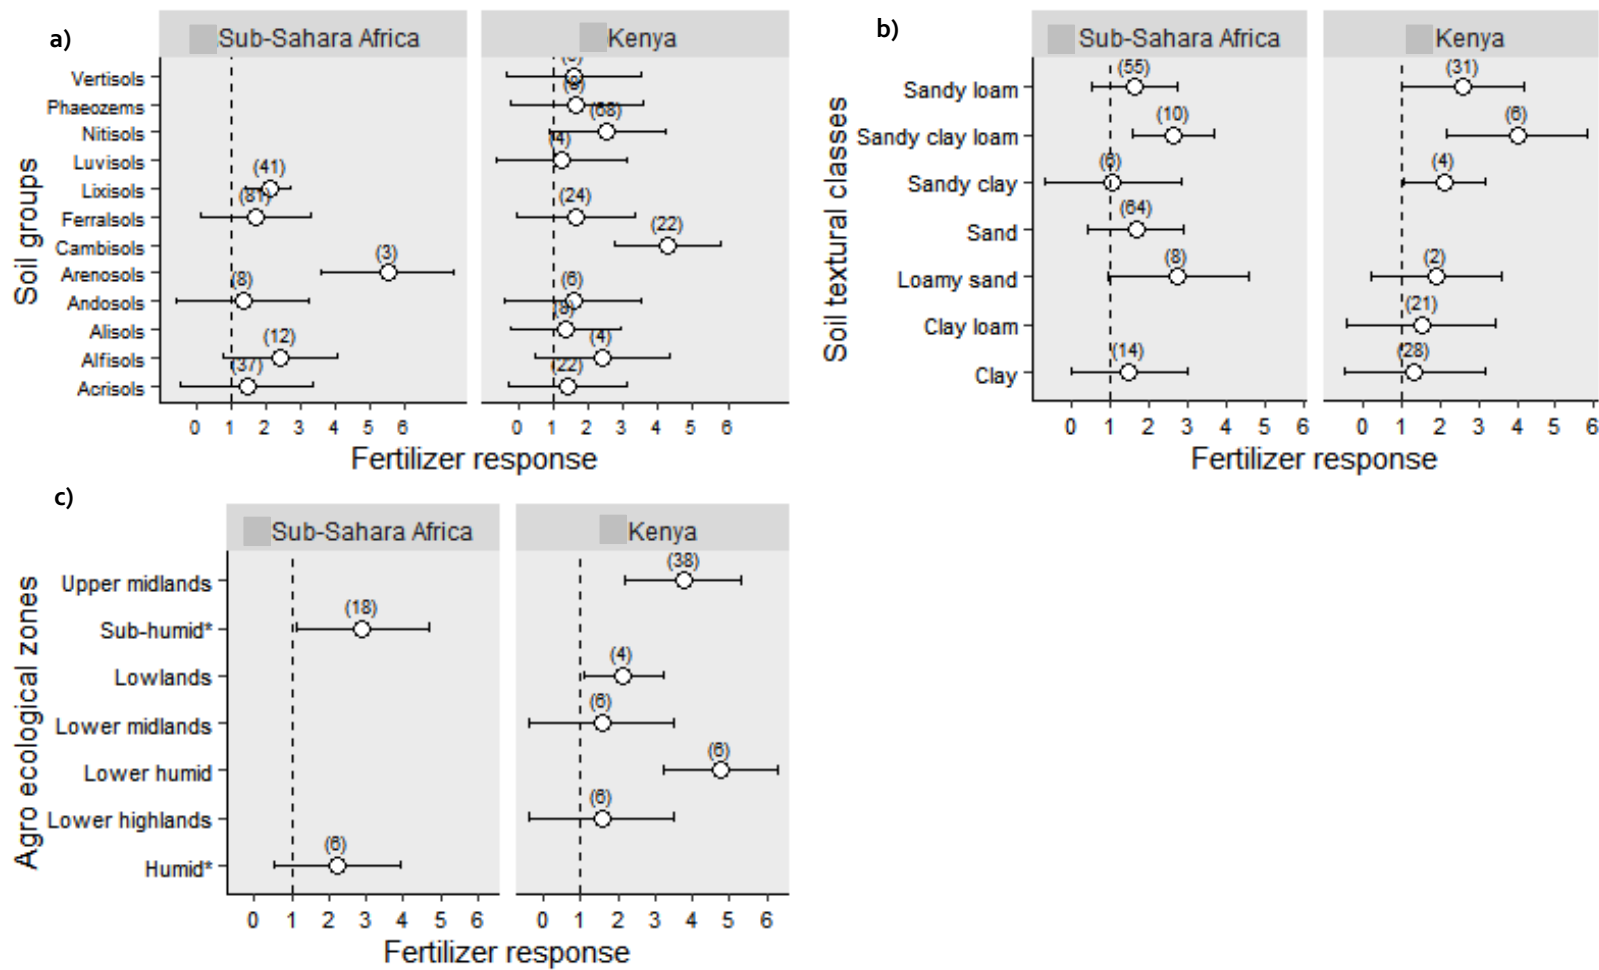 a)
Sub-Sahara Africa
Kenya
Soil groups
Vertisols
Phaeozems
(6)
Nitisols
(68)
Luvisols
(4)
Lixisols
(41)
Ferralsols
(81)
(24)
Cambisols
(22)
Arenosols
(3)
Andosols
(8)
(6)
Alisols
Alfisols
(12)
(4)
Acrisols
(37)
(22)
0 1 2 3 4 5 6
0 1 2 3 4 5 6
Fertilizer response
b)
Sub-Sahara Africa
Kenya
Soil textural classes
Sandy loam
(55)
(31)
Sandy clay loam
(10)
(6)
Sandy clay
(6)
(4)
Sand
(64)
Loamy sand
(8)
(2)
Clay loam
(21)
Clay
(14)
(28)
0 1 2 3 4 5 6
0 1 2 3 4 5 6
Fertilizer response
c)
Sub-Sahara Africa
Kenya
Agro ecological zones
Upper midlands
(38)
Sub-humid*
(18)
Lowlands
(4)
Lower midlands
(6)
Lower humid
(6)
Lower highlands
(6)
Humid*
(6)
0 1 2 3 4 5 6
0 1 2 3 4 5 6
Fertilizer response